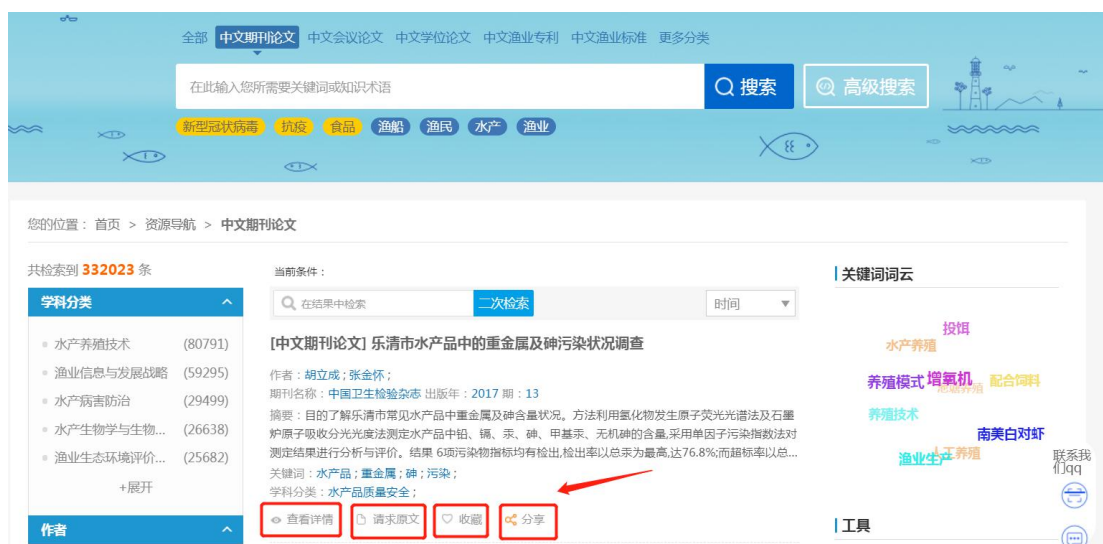 全部 中文期刊论文 中文会议论文 中文学位论文 中文渔业专利 中文渔业标准 更多分类
在此输入您所需要关键词或知识术语 搜索 高级搜索
新型冠状病毒 抗疫 食品 渔船 渔民 水产 渔业
您的位置： 首页 > 资源导航 > 中文期刊论文
共检索到 332023 条
学科分类
水产养殖技术 (80791)
渔业信息与发展战略 (59295)
水产病害防治 (29499)
水产生物学与生物... (26638)
渔业生态环境评价... (25682)
+展开
作者
当前条件：
在结果中检索 二次检索 时间
[中文期刊论文] 乐清市水产品中的重金属及砷污染状况调查
作者：胡立成 ; 张金怀 ;
期刊名称：中国卫生检验杂志 出版年：2017 期：13
摘要：目的了解乐清市常见水产品中重金属及砷含量状况。方法利用氢化物发生原子荧光光谱法及石墨
炉原子吸收分光光度法测定水产品中铅、镉、汞、砷、甲基汞、无机砷的含量,采用单因子污染指数法对
测定结果进行分析与评价。结果 6项污染物指标均有检出,检出率以总汞为最高,达76.8%;而超标率以总...
关键词：水产品 ; 重金属 ; 砷 ; 污染 ;
学科分类：水产品质量安全 ;
查看详情 请求原文 收藏 分享
关键词词云
投饵
水产养殖
养殖模式 增氧机 配合饲料
养殖技术
南美白对虾
渔业生产 人工养殖
联系我
们qq
工具